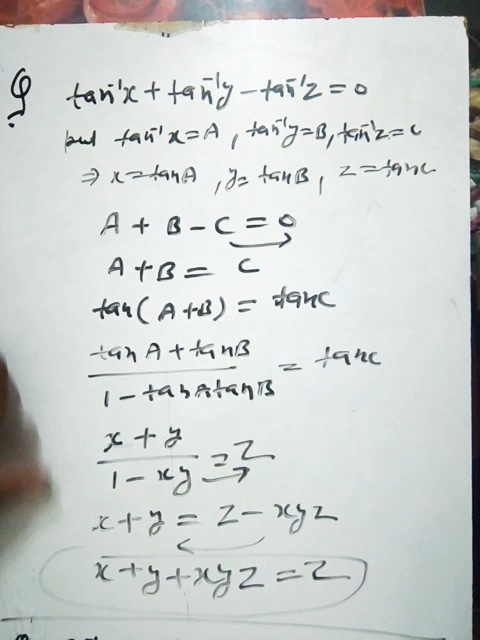 Q tan⁻¹x + tan⁻¹y - tan⁻¹z = 0
put tan⁻¹x = A, tan⁻¹y = B, tan⁻¹z = C
⇒ x = tanA, y = tanB, z = tanC
A + B - C = 0
A + B = C
tan(A+B) = tanC
tanA + tanB
1 - tanAtanB = tanC
x + y
1 - xy = z
x + y = z - xyz
x + y + xyz = z